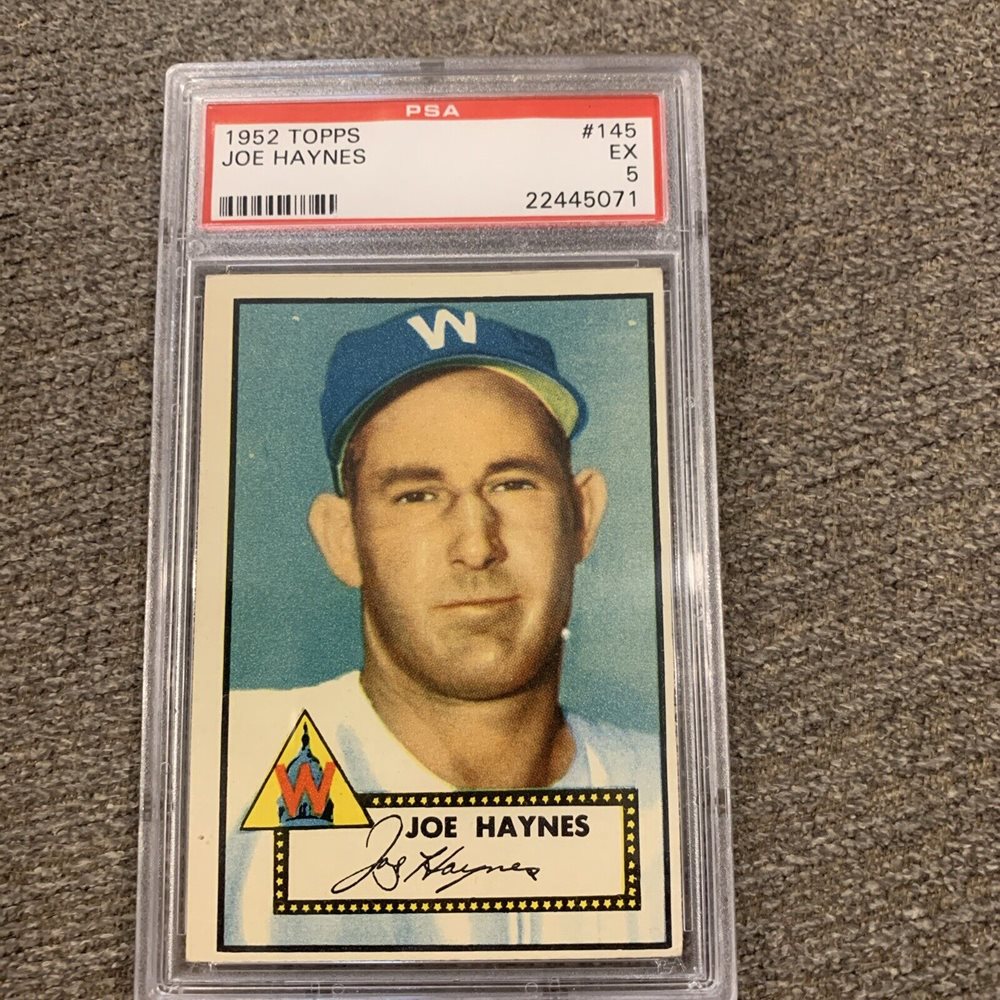 PSA
1952 TOPPS #145
JOE HAYNES EX
5
22445071
W
W
JOE HAYNES
Joe Haynes